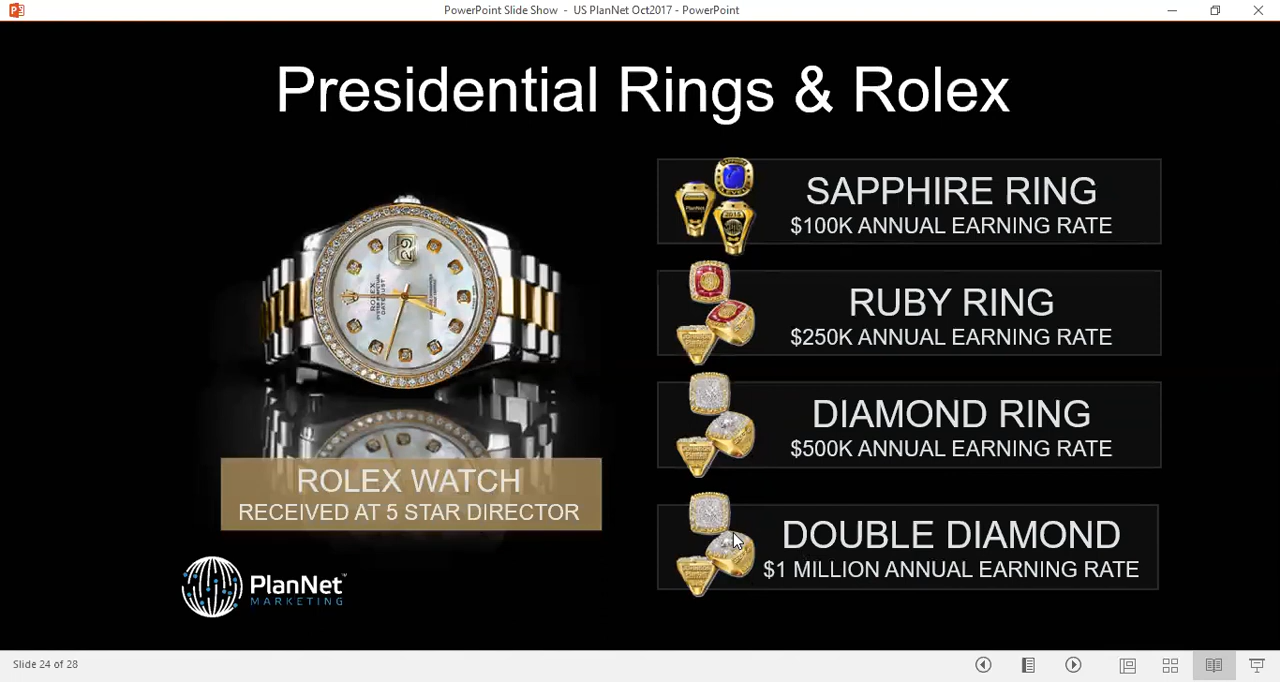 PowerPoint Slide Show - US PlanNet Oct2017 - PowerPoint
Presidential Rings & Rolex
SAPPHIRE RING
$100K ANNUAL EARNING RATE
RUBY RING
$250K ANNUAL EARNING RATE
DIAMOND RING
$500K ANNUAL EARNING RATE
DOUBLE DIAMOND
$1 MILLION ANNUAL EARNING RATE
29
ROLEX
ROLEX WATCH
RECEIVED AT 5 STAR DIRECTOR
PlanNet
MARKETING
Slide 24 of 28